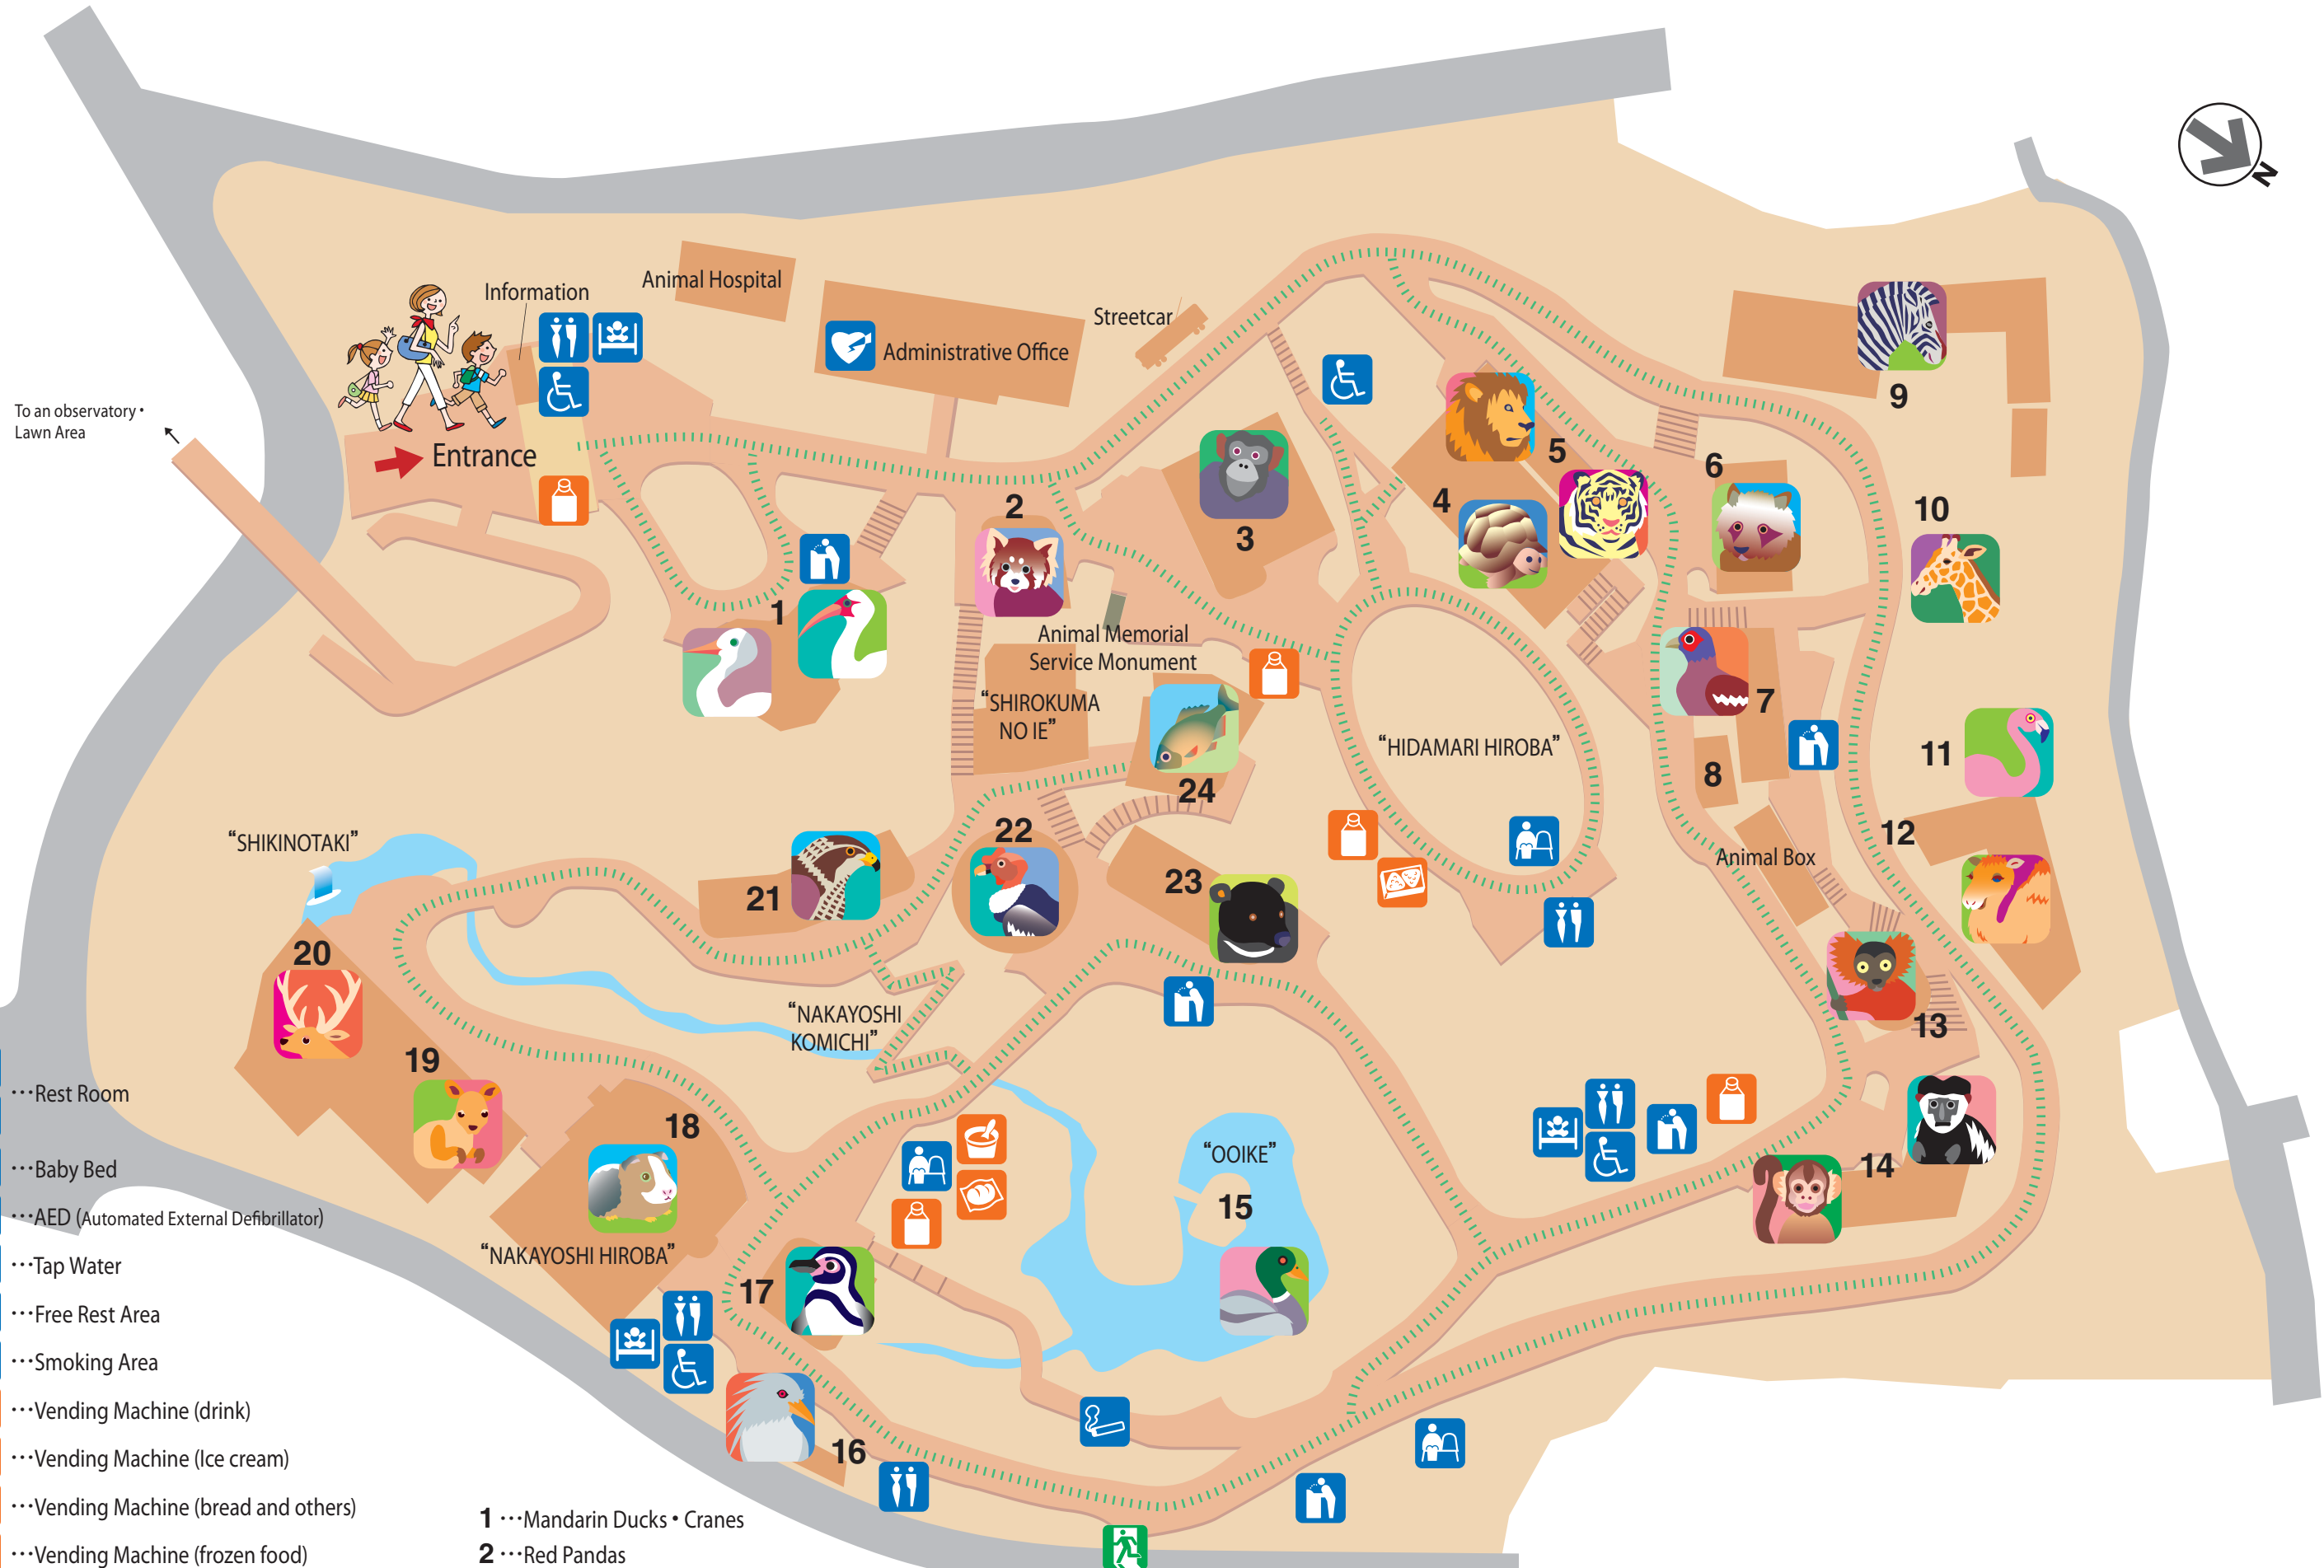 N
Information
Animal Hospital
Streetcar
Administrative Office
To an observatory •
Lawn Area
Entrance
9
5
6
2
4
10
3
1
Animal Memorial
Service Monument
“SHIROKUMA
NO IE”
7
“HIDAMARI HIROBA”
11
8
24
“SHIKINOTAKI”
22
12
Animal Box
23
21
20
“NAKAYOSHI
KOMICHI”
13
19
…Rest Room
18
“OOIKE”
14
…Baby Bed
15
…AED (Automated External Defibrillator)
“NAKAYOSHI HIROBA”
…Tap Water
17
…Free Rest Area
…Smoking Area
…Vending Machine (drink)
16
…Vending Machine (Ice cream)
…Vending Machine (bread and others)
…Vending Machine (frozen food)
1 …Mandarin Ducks • Cranes
2 …Red Pandas